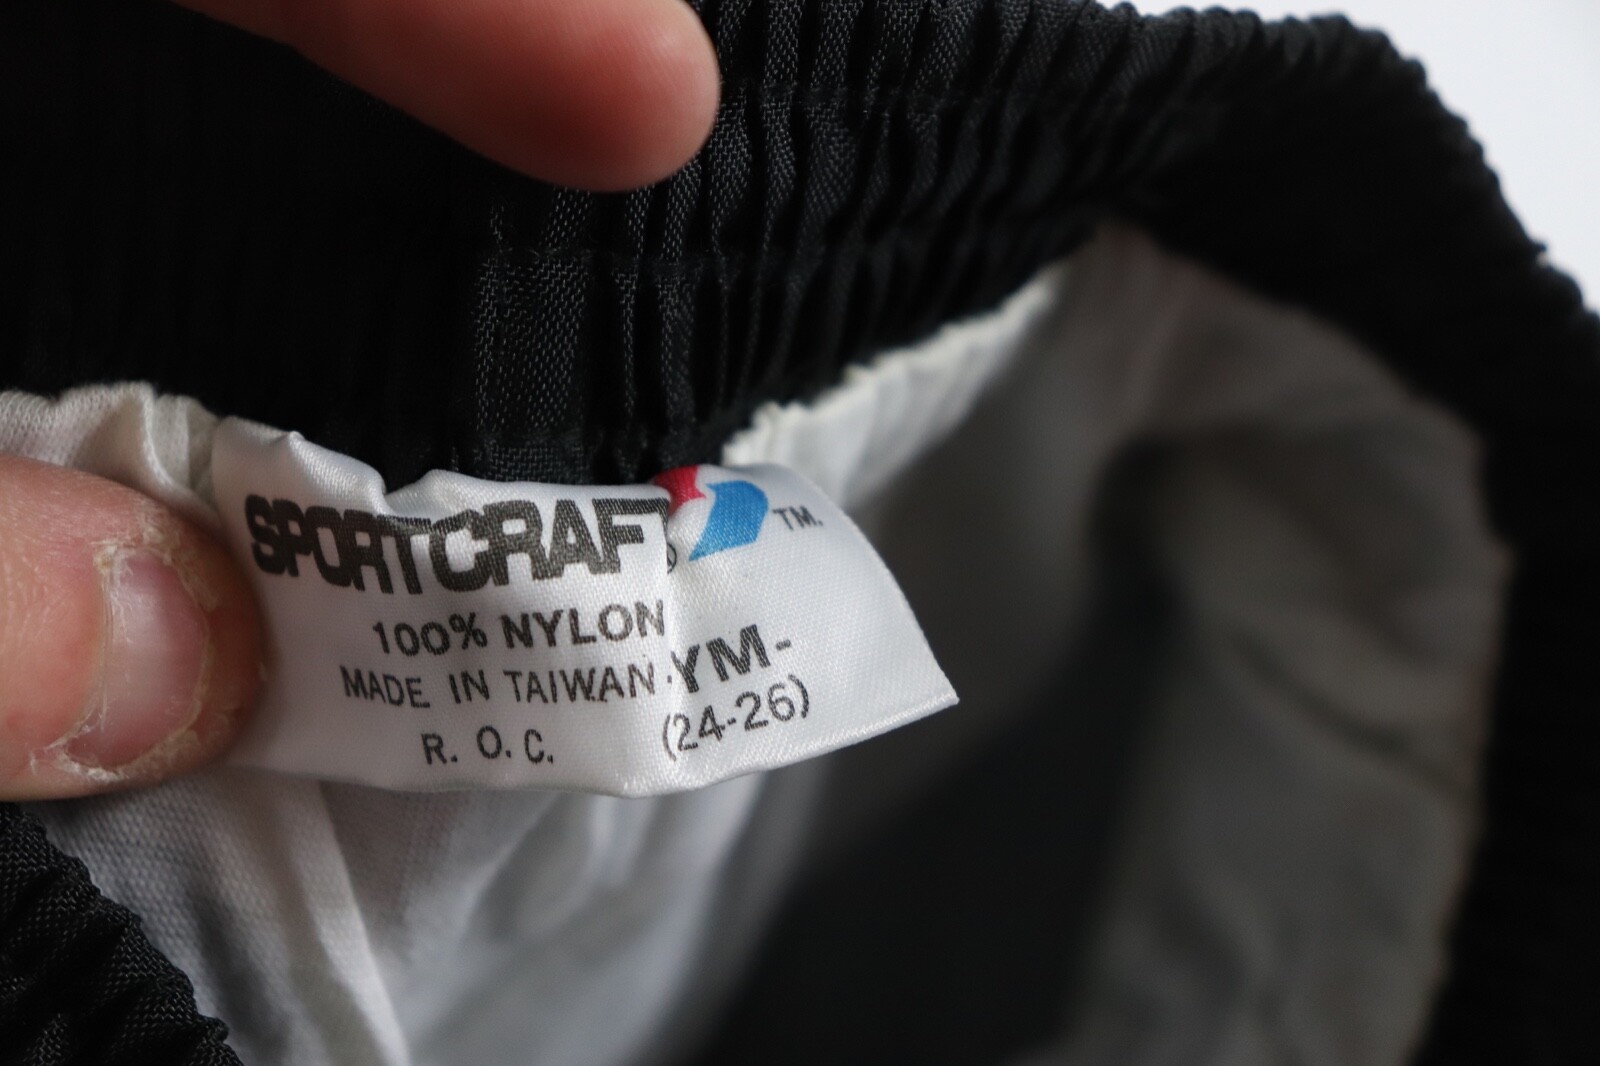 SPORTCRAFT ® TM.
100% NYLON
MADE IN TAIWAN
R. O. C.
YM-
(24-26)